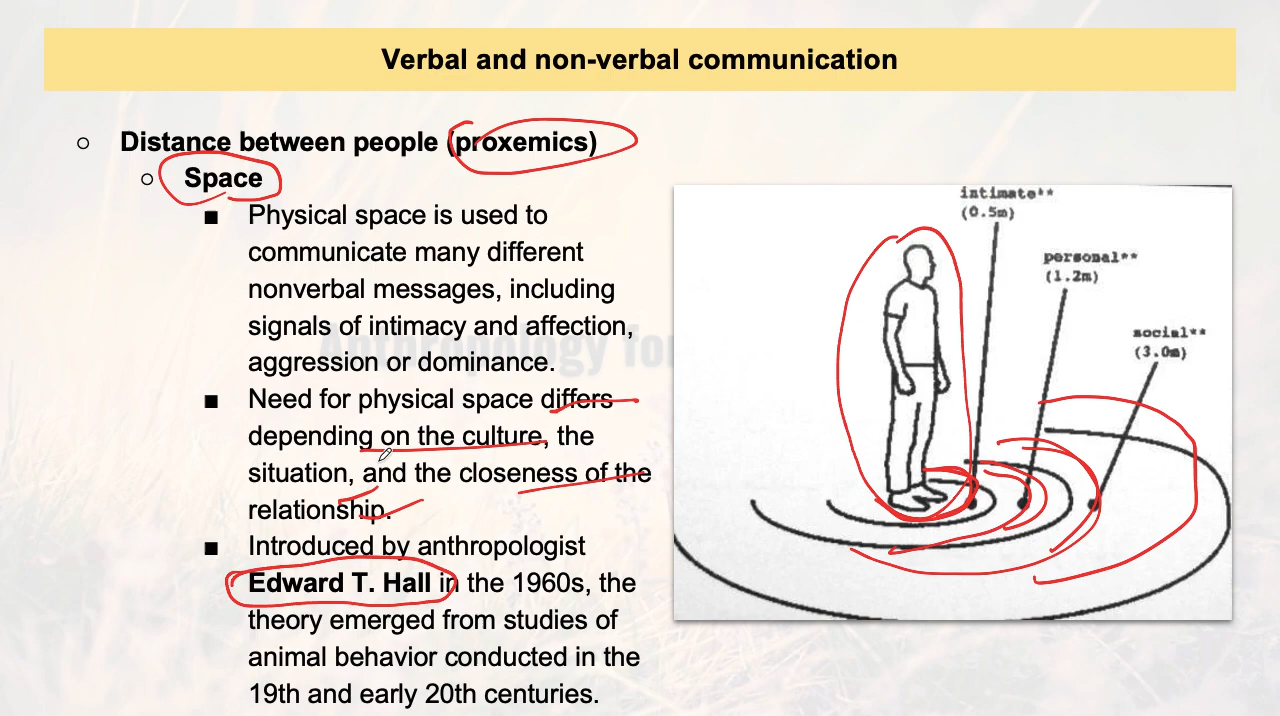 Verbal and non-verbal communication
Distance between people (proxemics)
Space
Physical space is used to
communicate many different
nonverbal messages, including
signals of intimacy and affection,
aggression or dominance.
Need for physical space differs
depending on the culture, the
situation, and the closeness of the
relationship.
Introduced by anthropologist
Edward T. Hall in the 1960s, the
theory emerged from studies of
animal behavior conducted in the
19th and early 20th centuries.
Anthropology for
intimate**
(0.5m)
personal**
(1.2m)
social**
(3.0m)